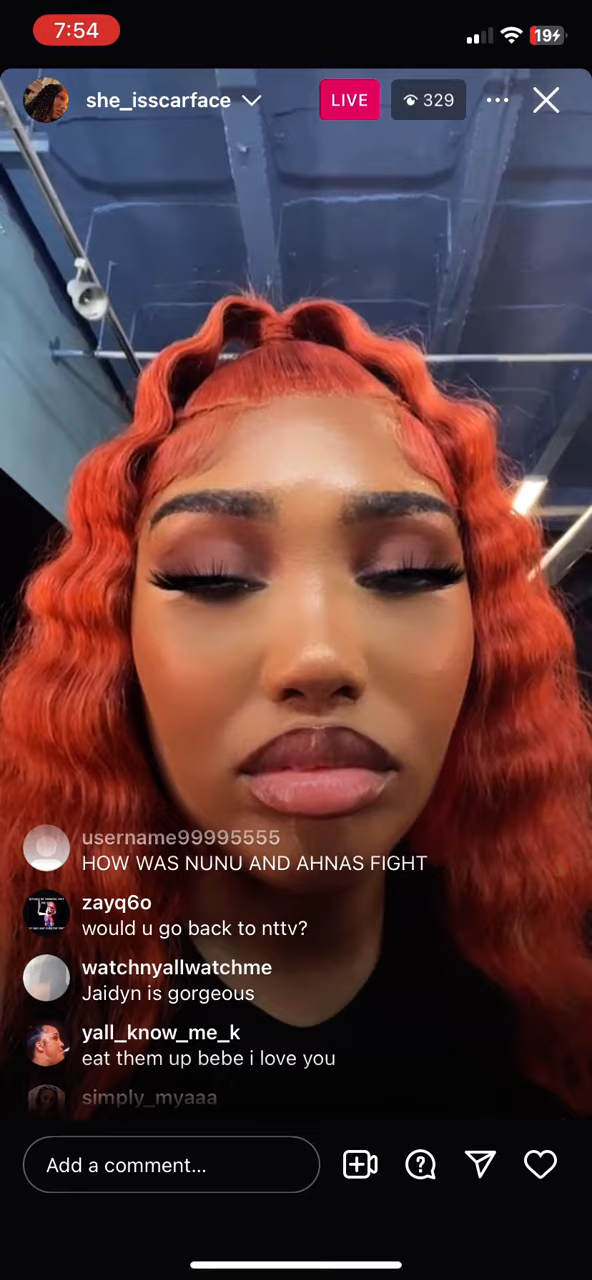 7:54
19
she_isscarface
LIVE
329
username99995555
HOW WAS NUNU AND AHNAS FIGHT
zayq6o
would u go back to nttv?
watchnyallwatchme
Jaidyn is gorgeous
yall_know_me_k
eat them up bebe i love you
simply_myaaa
Add a comment...